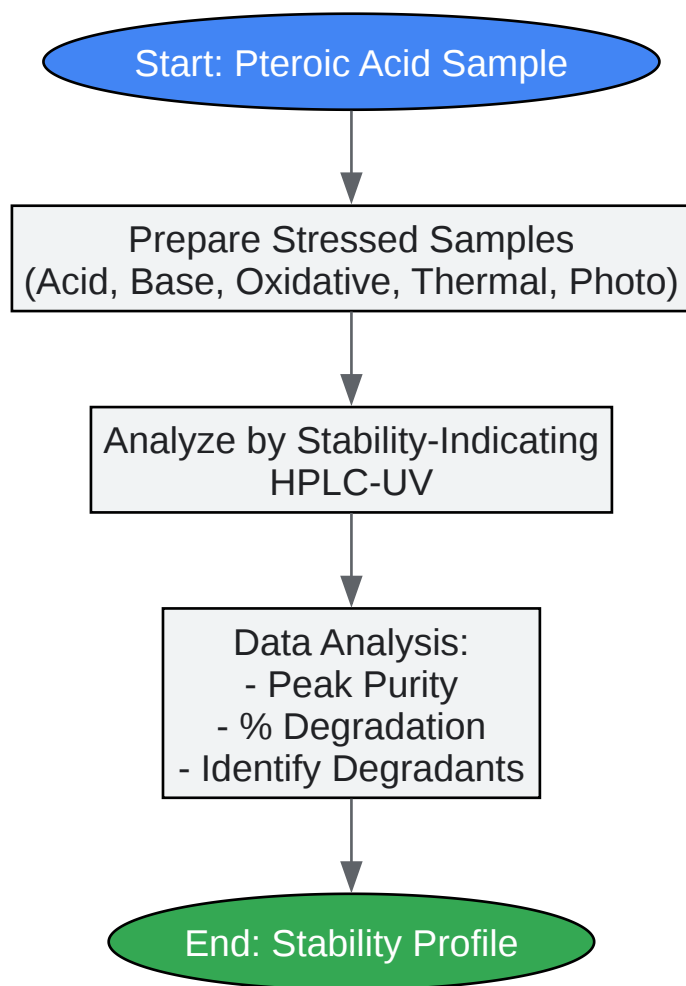 Start: Pteroic Acid Sample
Prepare Stressed Samples
(Acid, Base, Oxidative, Thermal, Photo)
Analyze by Stability-Indicating
HPLC-UV
Data Analysis:
- Peak Purity
- % Degradation
- Identify Degradants
End: Stability Profile